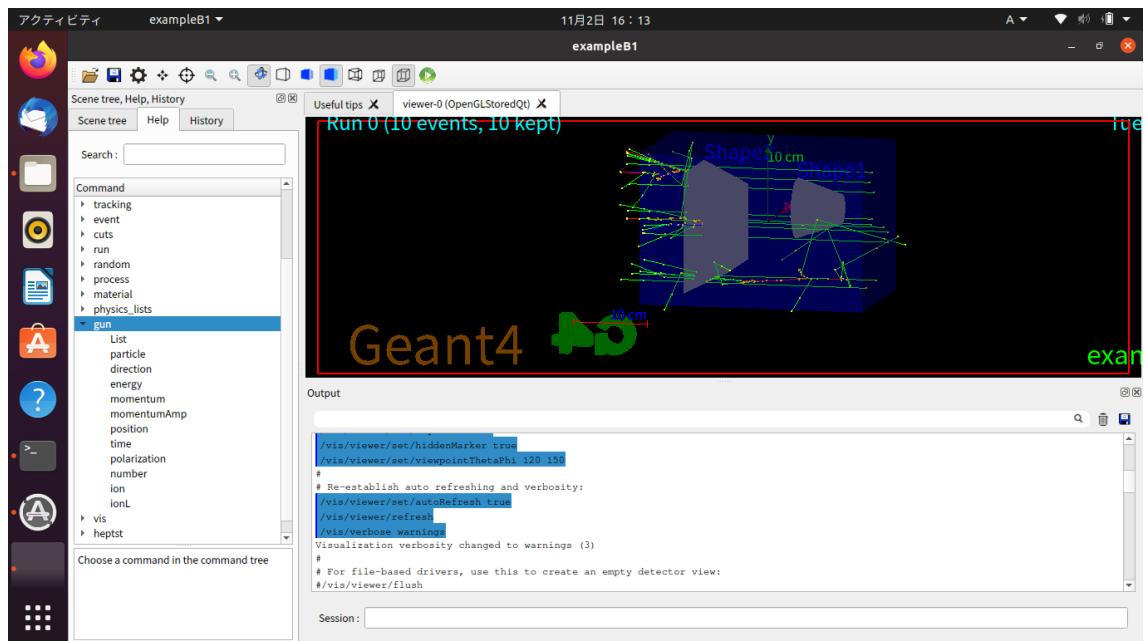 アクティビティ
exampleB1
11月2日 16：13
A
exampleB1
Scene tree, Help, History
Scene tree
Help
History
Search :
Command
tracking
event
cuts
run
random
process
material
physics_lists
gun
List
particle
direction
energy
momentum
momentumAmp
position
time
polarization
number
ion
ionL
vis
heptst
Choose a command in the command tree
Useful tips
viewer-0 (OpenGLStoredQt)
Run 0 (10 events, 10 kept)
Tue
y
10 cm
Shape2
Shape1
10 cm
Geant4
exam
Output
/vis/viewer/set/hiddenMarker true
/vis/viewer/set/viewpointThetaPhi 120 150
#
# Re-establish auto refreshing and verbosity:
/vis/viewer/set/autoRefresh true
/vis/viewer/refresh
/vis/verbose warnings
Visualization verbosity changed to warnings (3)
#
# For file-based drivers, use this to create an empty detector view:
#/vis/viewer/flush
Session :